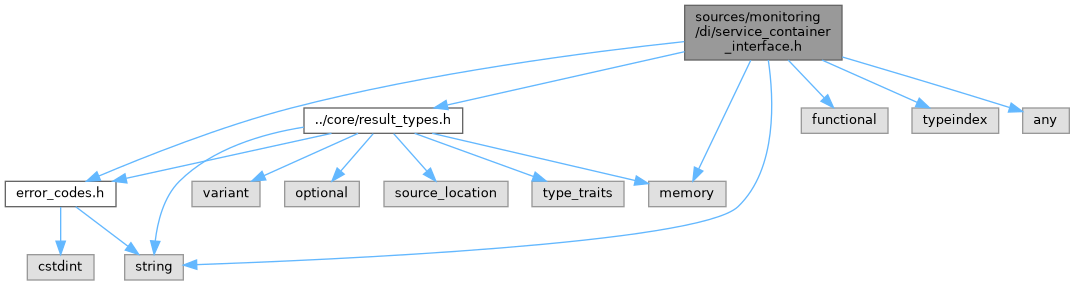 sources/monitoring
/di/service_container
_interface.h
../core/result_types.h
functional
typeindex
any
error_codes.h
variant
optional
source_location
type_traits
memory
cstdint
string